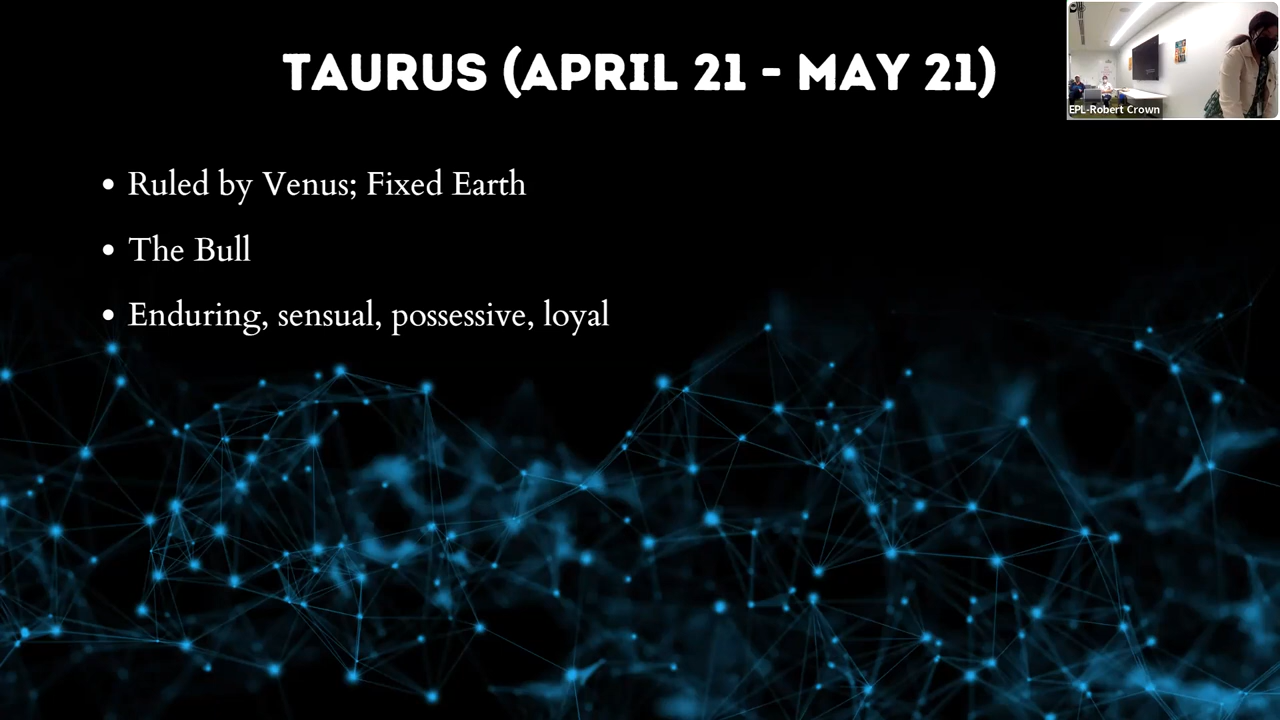 TAURUS (APRIL 21 - MAY 21)
EPL-Robert Crown
• Ruled by Venus; Fixed Earth
• The Bull
• Enduring, sensual, possessive, loyal